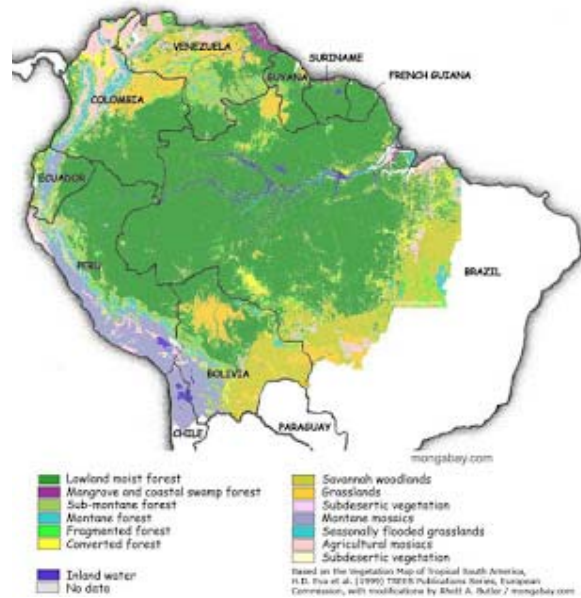 VENEZUELA
SURINAME
GUYANA
FRENCH GUIANA
COLOMBIA
ECUADOR
PERU
BRAZIL
BOLIVIA
PARAGUAY
CHILE
mongabay.com
Lowland moist forest
Mangrove and coastal swamp forest
Sub-montane forest
Montane forest
Fragmented forest
Converted forest
Inland water
No data
Savannah woodlands
Grasslands
Subdesertic vegetation
Montane mosaics
Seasonally flooded grasslands
Agricultural mosaics
Subdesertic vegetation
Based on the Vegetation Map of Tropical South America,
H.D. Eva et al. (1999) TREES Publications Series, European
Commission, with modifications by Rhett A. Butler / mongabay.com